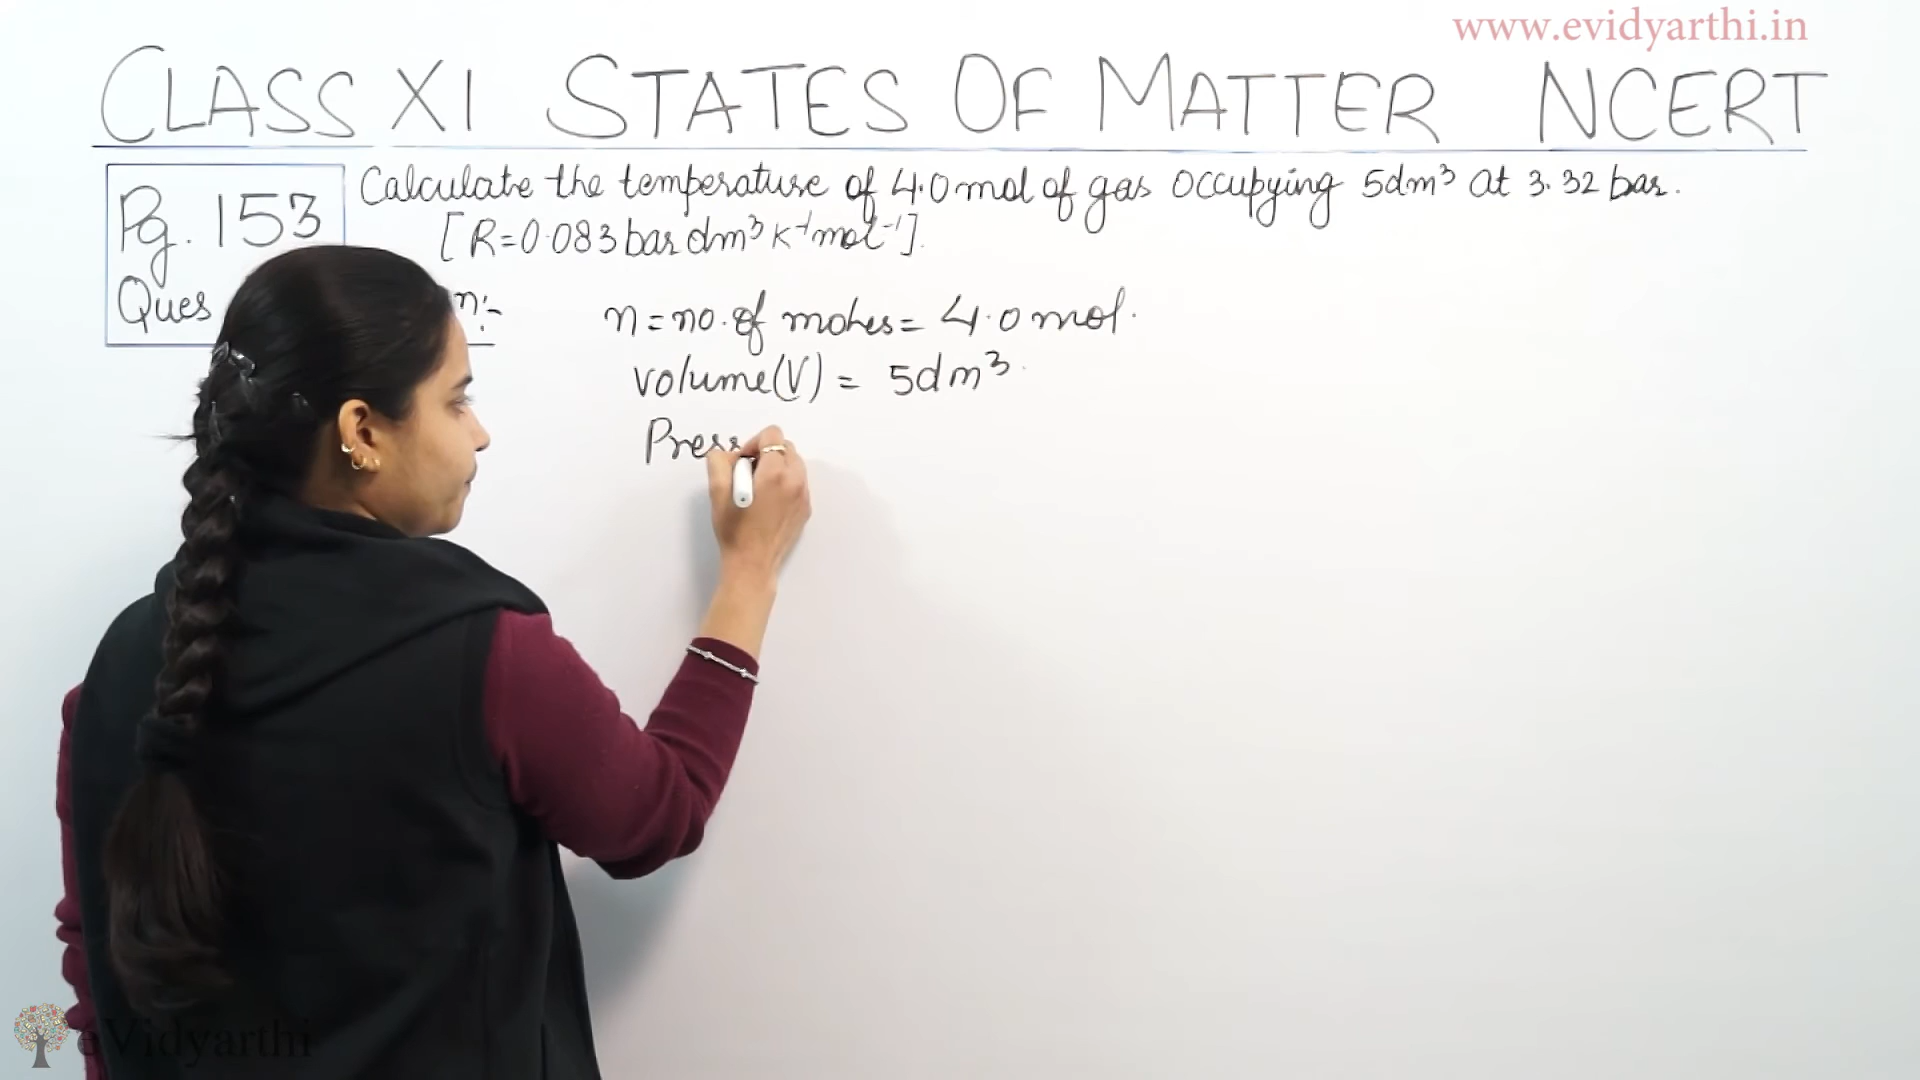 www.evidyarthi.in
CLASS XI STATES OF MATTER NCERT
Pg. 153
Ques
Calculate the temperature of 4.0 mol of gas occupying 5dm³ at 3.32 bar.
[R=0.083 bar dm³ K⁻¹ mol⁻¹].
n:-
n = no. of moles = 4.0 mol.
Volume(V) = 5dm³.
Press
eVidyarthi